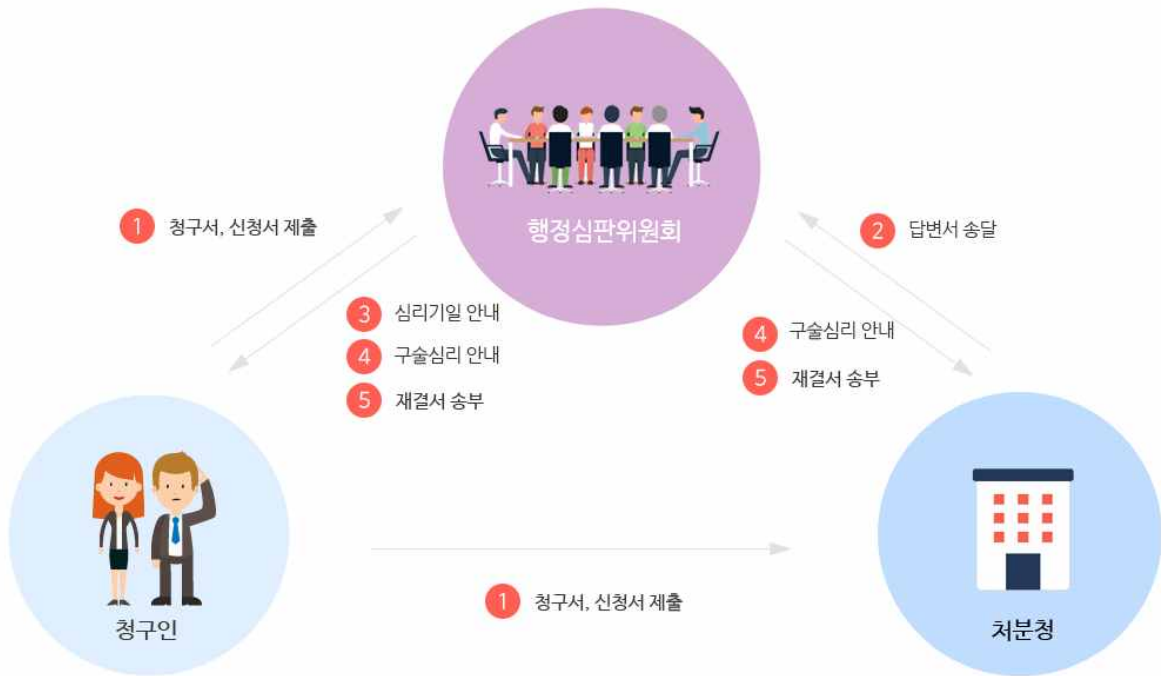 행정심판위원회
1 청구서, 신청서 제출
2 답변서 송달
3 심리기일 안내
4 구술심리 안내
5 재결서 송부
4 구술심리 안내
5 재결서 송부
청구인
1 청구서, 신청서 제출
처분청